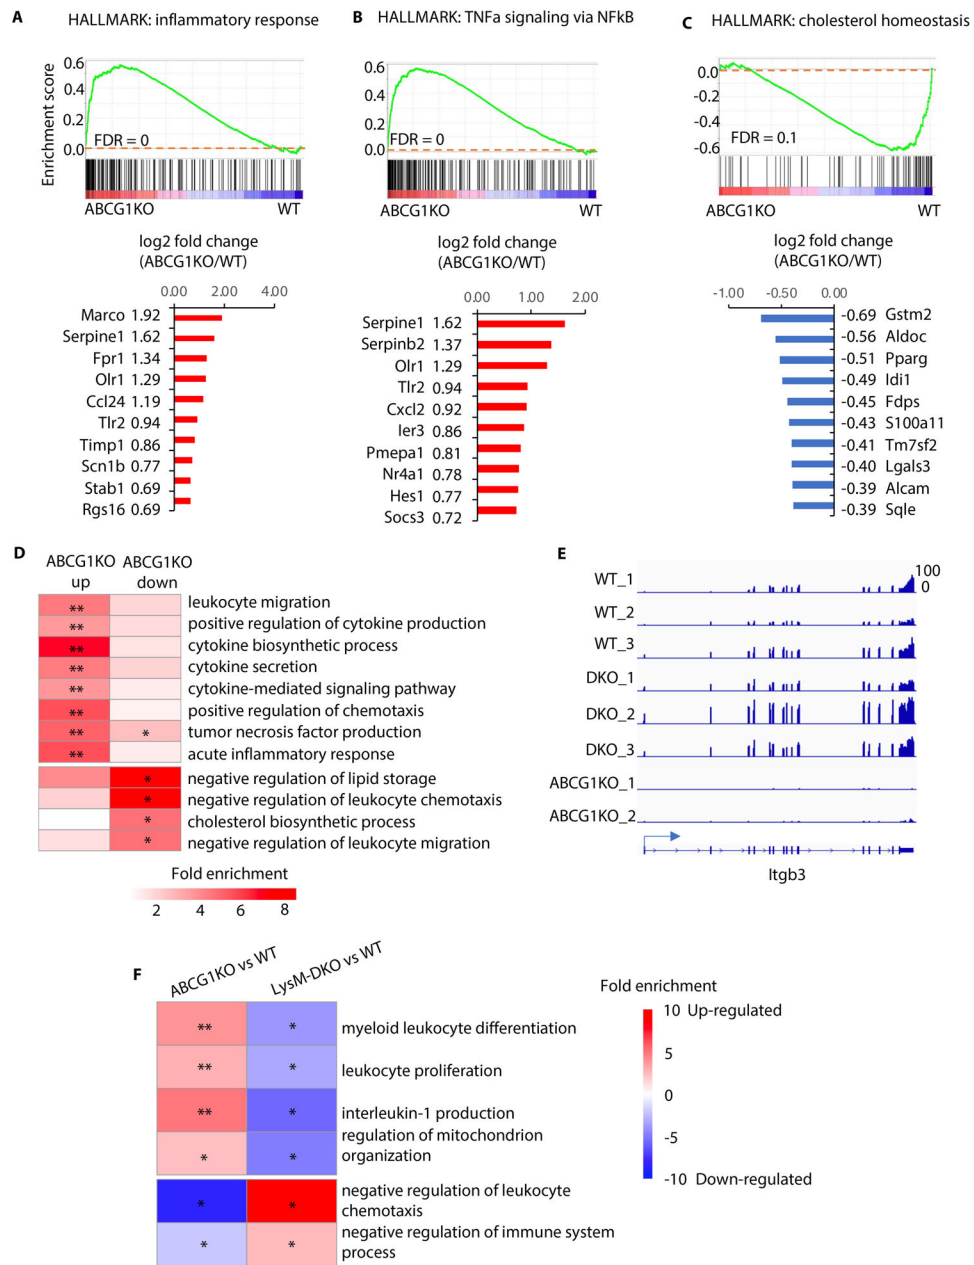 A HALLMARK: inflammatory response
Enrichment score
0.6
0.4
0.2
0.0
FDR = 0
ABCG1KO WT
log2 fold change
(ABCG1KO/WT)
0.00 2.00 4.00
Marco 1.92
Serpine1 1.62
Fpr1 1.34
Olr1 1.29
Ccl24 1.19
Tlr2 0.94
Timp1 0.86
Scn1b 0.77
Stab1 0.69
Rgs16 0.69
B HALLMARK: TNFa signaling via NFkB
0.6
0.4
0.2
0.0
FDR = 0
ABCG1KO WT
log2 fold change
(ABCG1KO/WT)
0.00 1.00 2.00
Serpine1 1.62
Serpinb2 1.37
Olr1 1.29
Tlr2 0.94
Cxcl2 0.92
Ier3 0.86
Pmepa1 0.81
Nr4a1 0.78
Hes1 0.77
Socs3 0.72
C HALLMARK: cholesterol homeostasis
0.0
-0.2
-0.4
-0.6
FDR = 0.1
ABCG1KO WT
log2 fold change
(ABCG1KO/WT)
-1.00 -0.50 0.00
-0.69 Gstm2
-0.56 Aldoc
-0.51 Pparg
-0.49 Idi1
-0.45 Fdps
-0.43 S100a11
-0.41 Tm7sf2
-0.40 Lgals3
-0.39 Alcam
-0.39 Sqle
D ABCG1KO ABCG1KO
up down
** leukocyte migration
** positive regulation of cytokine production
** cytokine biosynthetic process
** cytokine secretion
** cytokine-mediated signaling pathway
** positive regulation of chemotaxis
** * tumor necrosis factor production
** acute inflammatory response
* negative regulation of lipid storage
* negative regulation of leukocyte chemotaxis
* cholesterol biosynthetic process
* negative regulation of leukocyte migration
Fold enrichment
2 4 6 8
E
100
0
WT_1
WT_2
WT_3
DKO_1
DKO_2
DKO_3
ABCG1KO_1
ABCG1KO_2
Itgb3
F ABCG1KO vs WT LysM-DKO vs WT
** * myeloid leukocyte differentiation
** * leukocyte proliferation
** * interleukin-1 production
* * regulation of mitochondrion
organization
* * negative regulation of leukocyte
chemotaxis
* * negative regulation of immune system
process
Fold enrichment
10 Up-regulated
5
0
-5
-10 Down-regulated